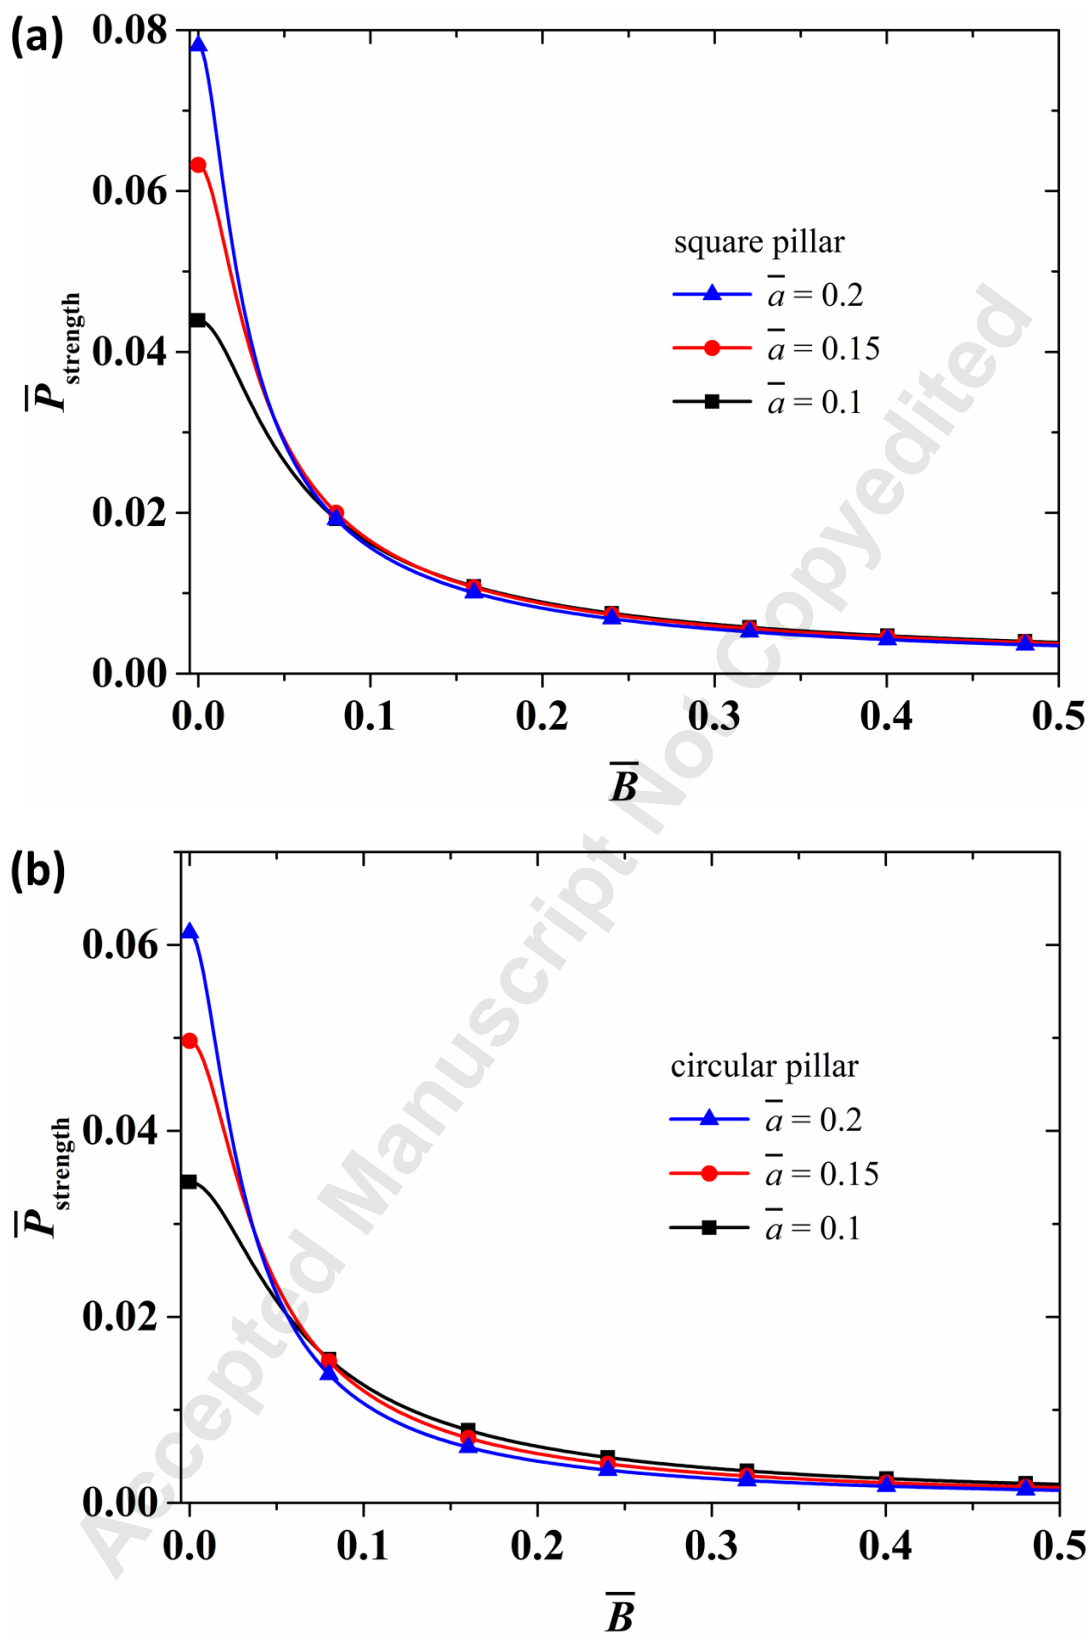 (a)
0.08
0.06
0.04
0.02
0.00
P̅strength
square pillar
a̅ = 0.2
a̅ = 0.15
a̅ = 0.1
0.0 0.1 0.2 0.3 0.4 0.5
B̅
(b)
0.06
0.04
0.02
0.00
P̅strength
circular pillar
a̅ = 0.2
a̅ = 0.15
a̅ = 0.1
0.0 0.1 0.2 0.3 0.4 0.5
B̅
Accepted Manuscript Not Copyedited